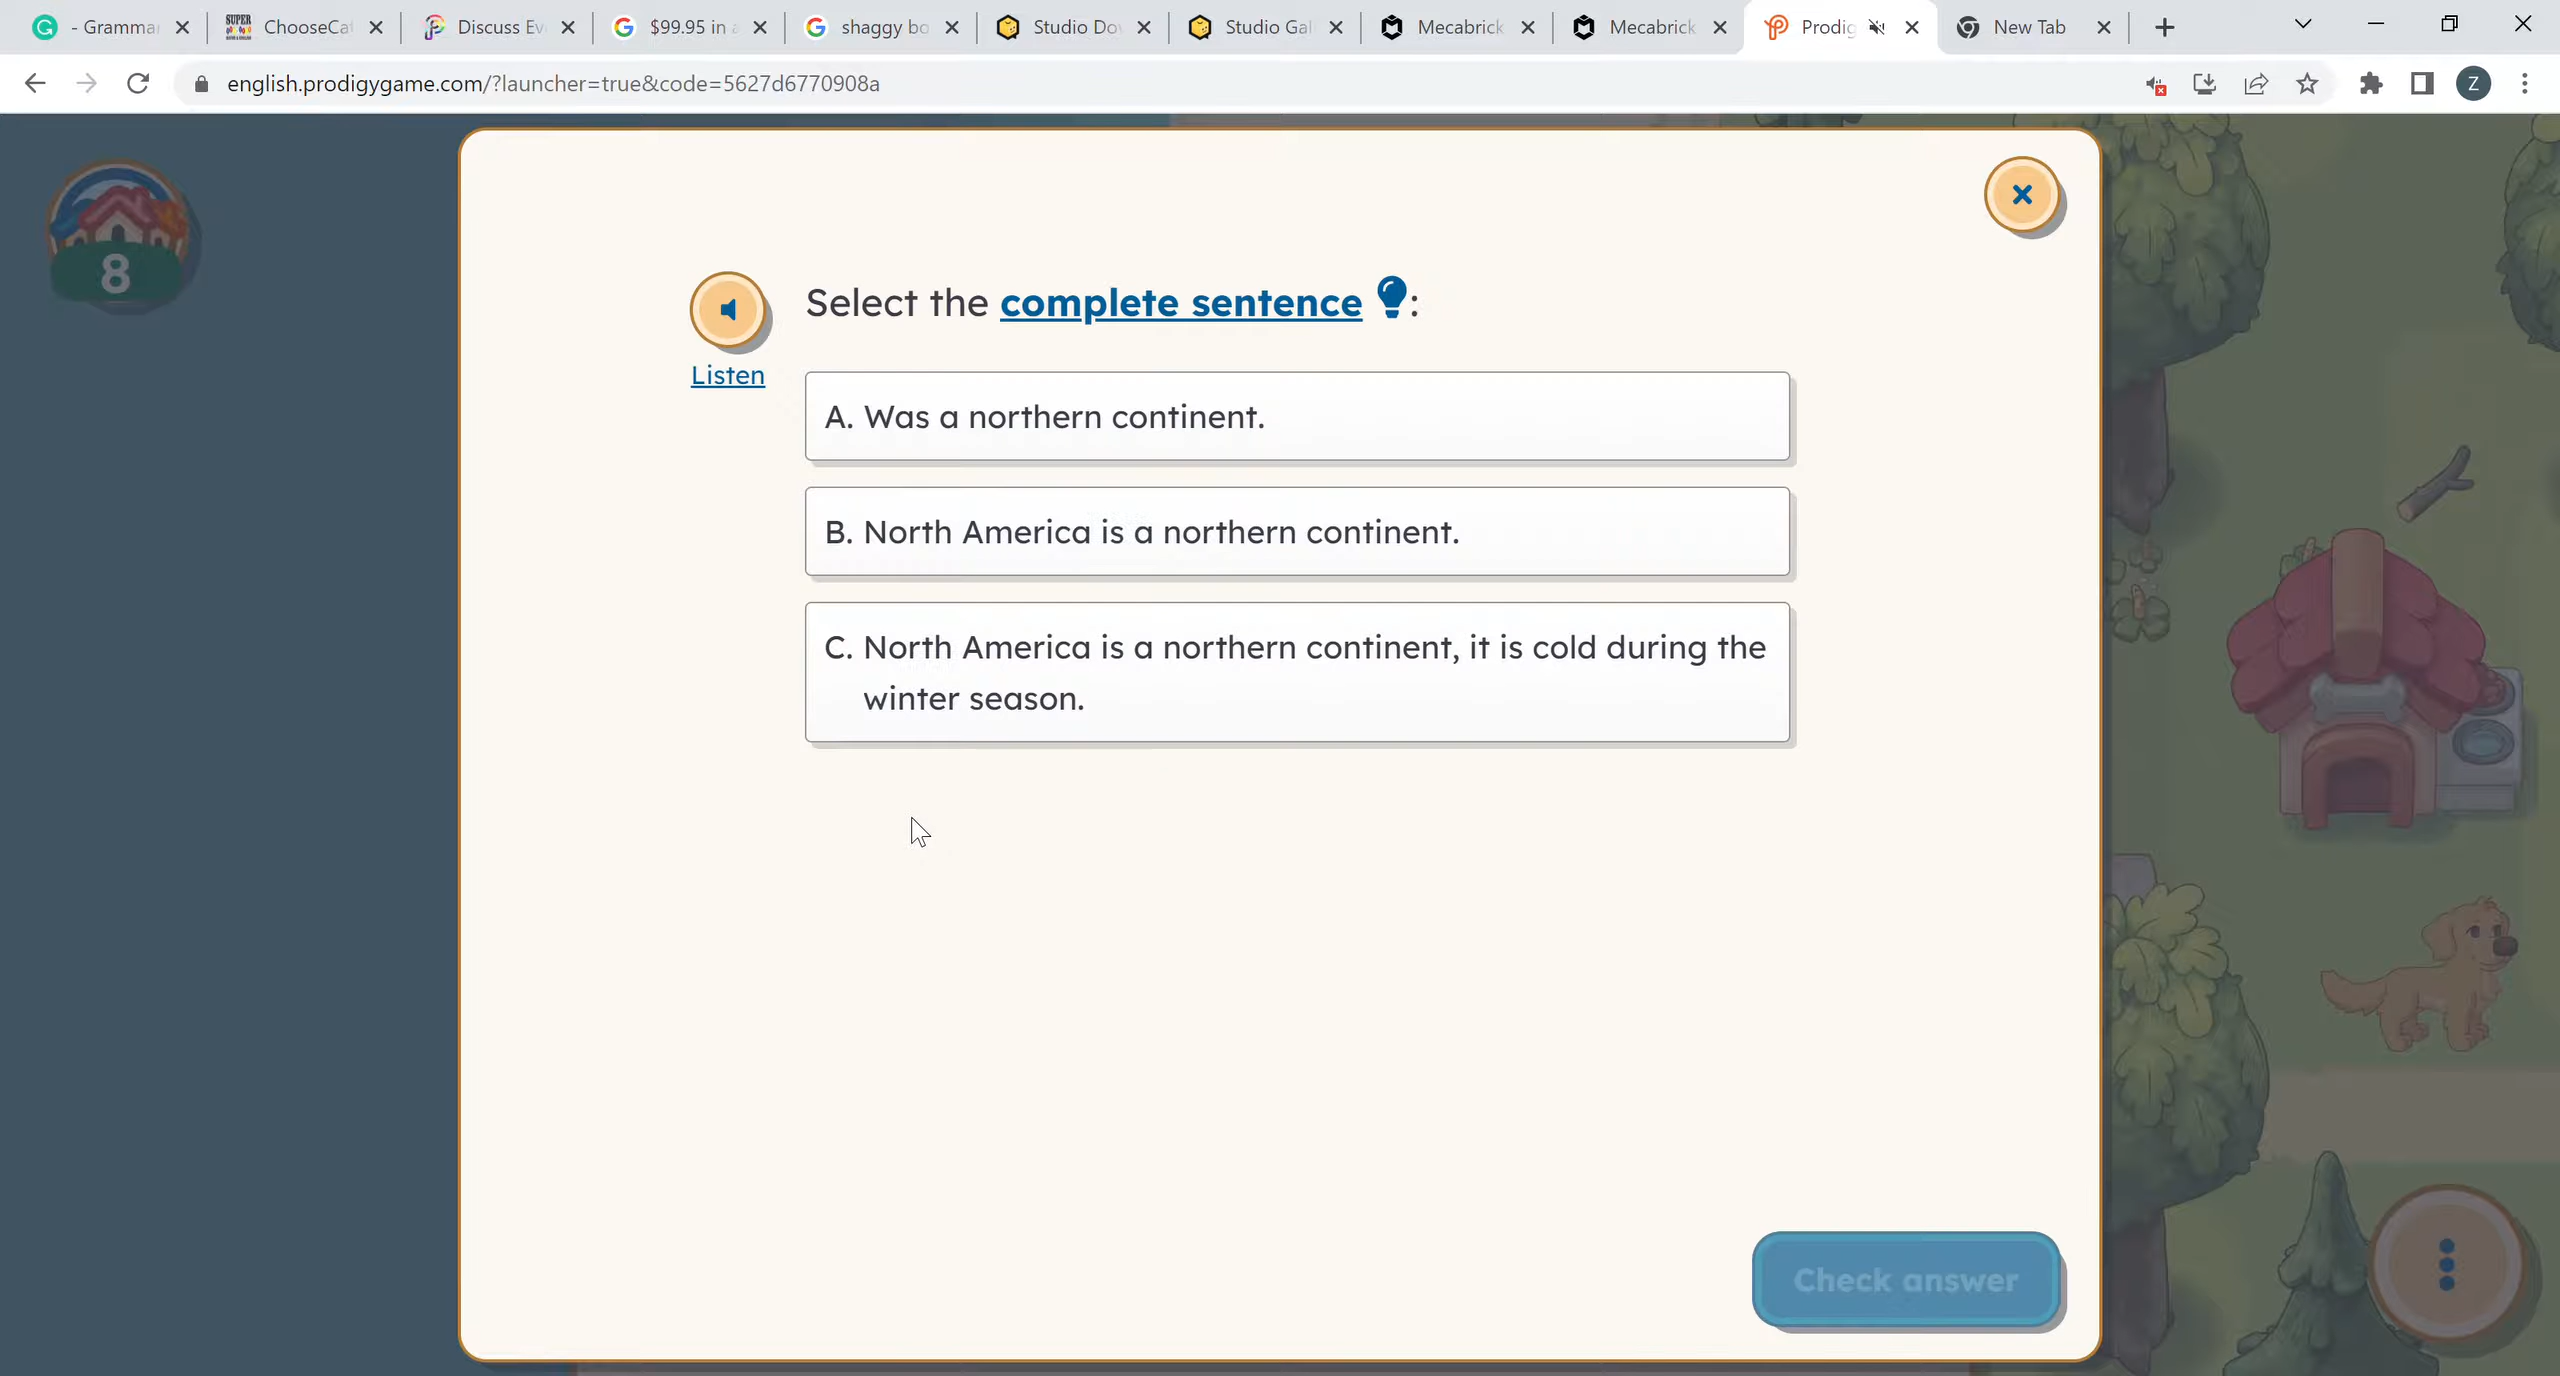 - Gramma
SUPER
ChooseCa
Discuss Ev
$99.95 in
shaggy bo
Studio Do
Studio Gal
Mecabrick
Mecabrick
Prodig
New Tab
english.prodigygame.com/?launcher=true&code=5627d6770908a
Z
8
Select the complete sentence :
Listen
A. Was a northern continent.
B. North America is a northern continent.
C. North America is a northern continent, it is cold during the
winter season.
Check answer